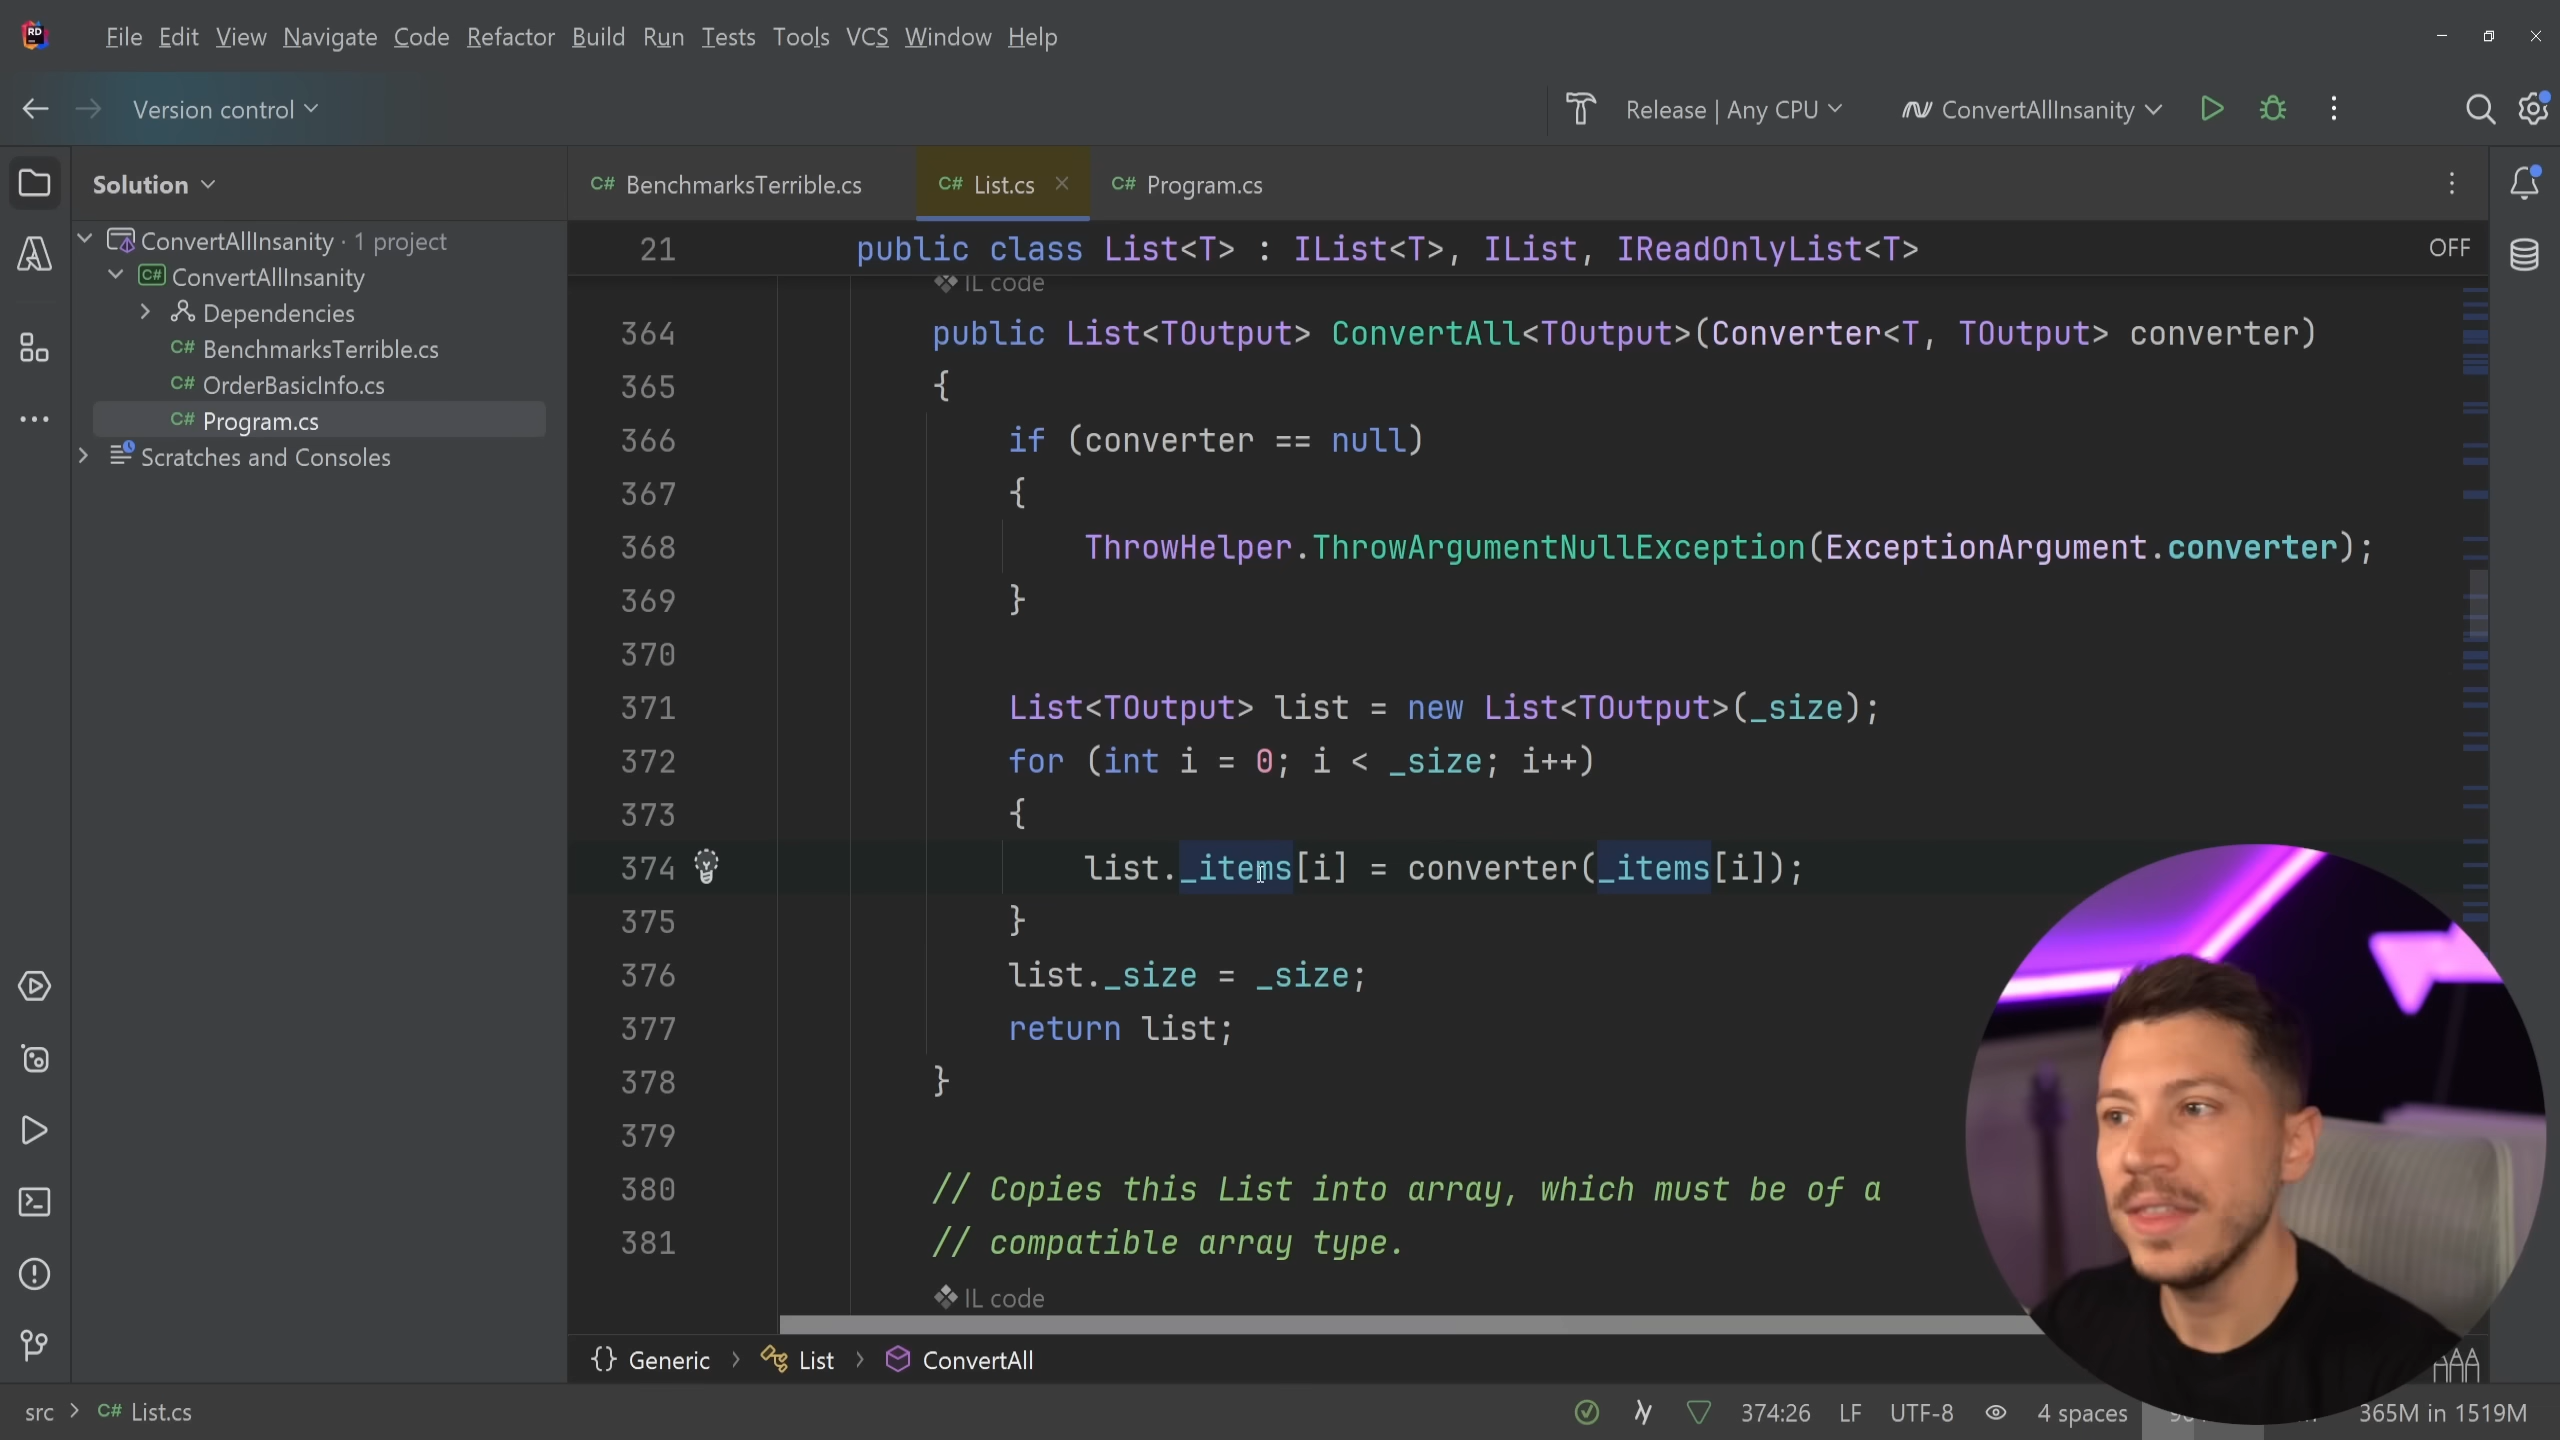 RD File Edit View Navigate Code Refactor Build Run Tests Tools VCS Window Help
Version control Release | Any CPU ConvertAllInsanity
Solution
ConvertAllInsanity · 1 project
C# ConvertAllInsanity
Dependencies
C# BenchmarksTerrible.cs
C# OrderBasicInfo.cs
C# Program.cs
Scratches and Consoles
C# BenchmarksTerrible.cs C# List.cs C# Program.cs
21 public class List<T> : IList<T>, IList, IReadOnlyList<T> OFF
IL code
364 public List<TOutput> ConvertAll<TOutput>(Converter<T, TOutput> converter)
365 {
366 if (converter == null)
367 {
368 ThrowHelper.ThrowArgumentNullException(ExceptionArgument.converter);
369 }
370
371 List<TOutput> list = new List<TOutput>(_size);
372 for (int i = 0; i < _size; i++)
373 {
374 list._items[i] = converter(_items[i]);
375 }
376 list._size = _size;
377 return list;
378 }
379
380 // Copies this List into array, which must be of a
381 // compatible array type.
IL code
{} Generic > List > ConvertAll
src > C# List.cs 374:26 LF UTF-8 4 spaces 365M in 1519M